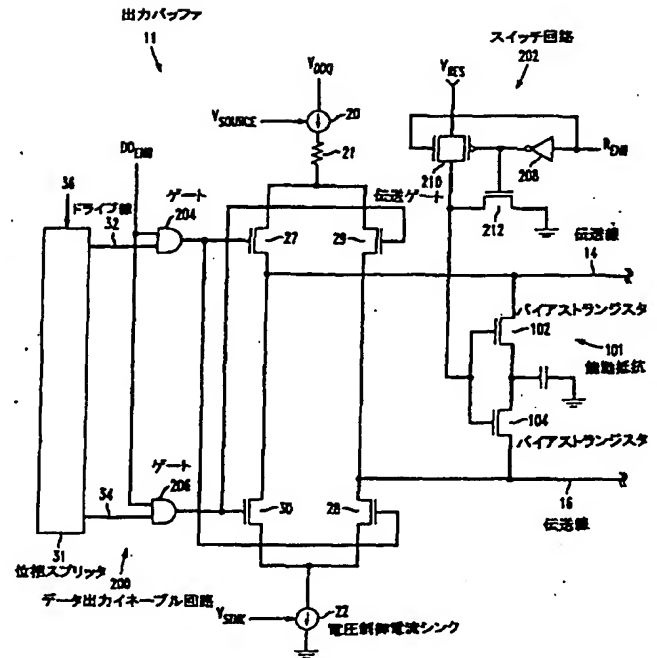 出力バッファ
11
スイッチ回路
202
V_DDQ
V_RES
V_SOURCE
20
21
DO_ENB
R_ENB
208
210
212
36
ドライブ線
32
ゲート
204
伝送ゲート
27
29
伝送線
14
バイアストランジスタ
102
101
能動抵抗
104
バイアストランジスタ
ゲート
206
34
30
28
16
伝送線
31
位相スプリッタ
200
データ出力イネーブル回路
V_SINK
22
電圧制御電流シンク